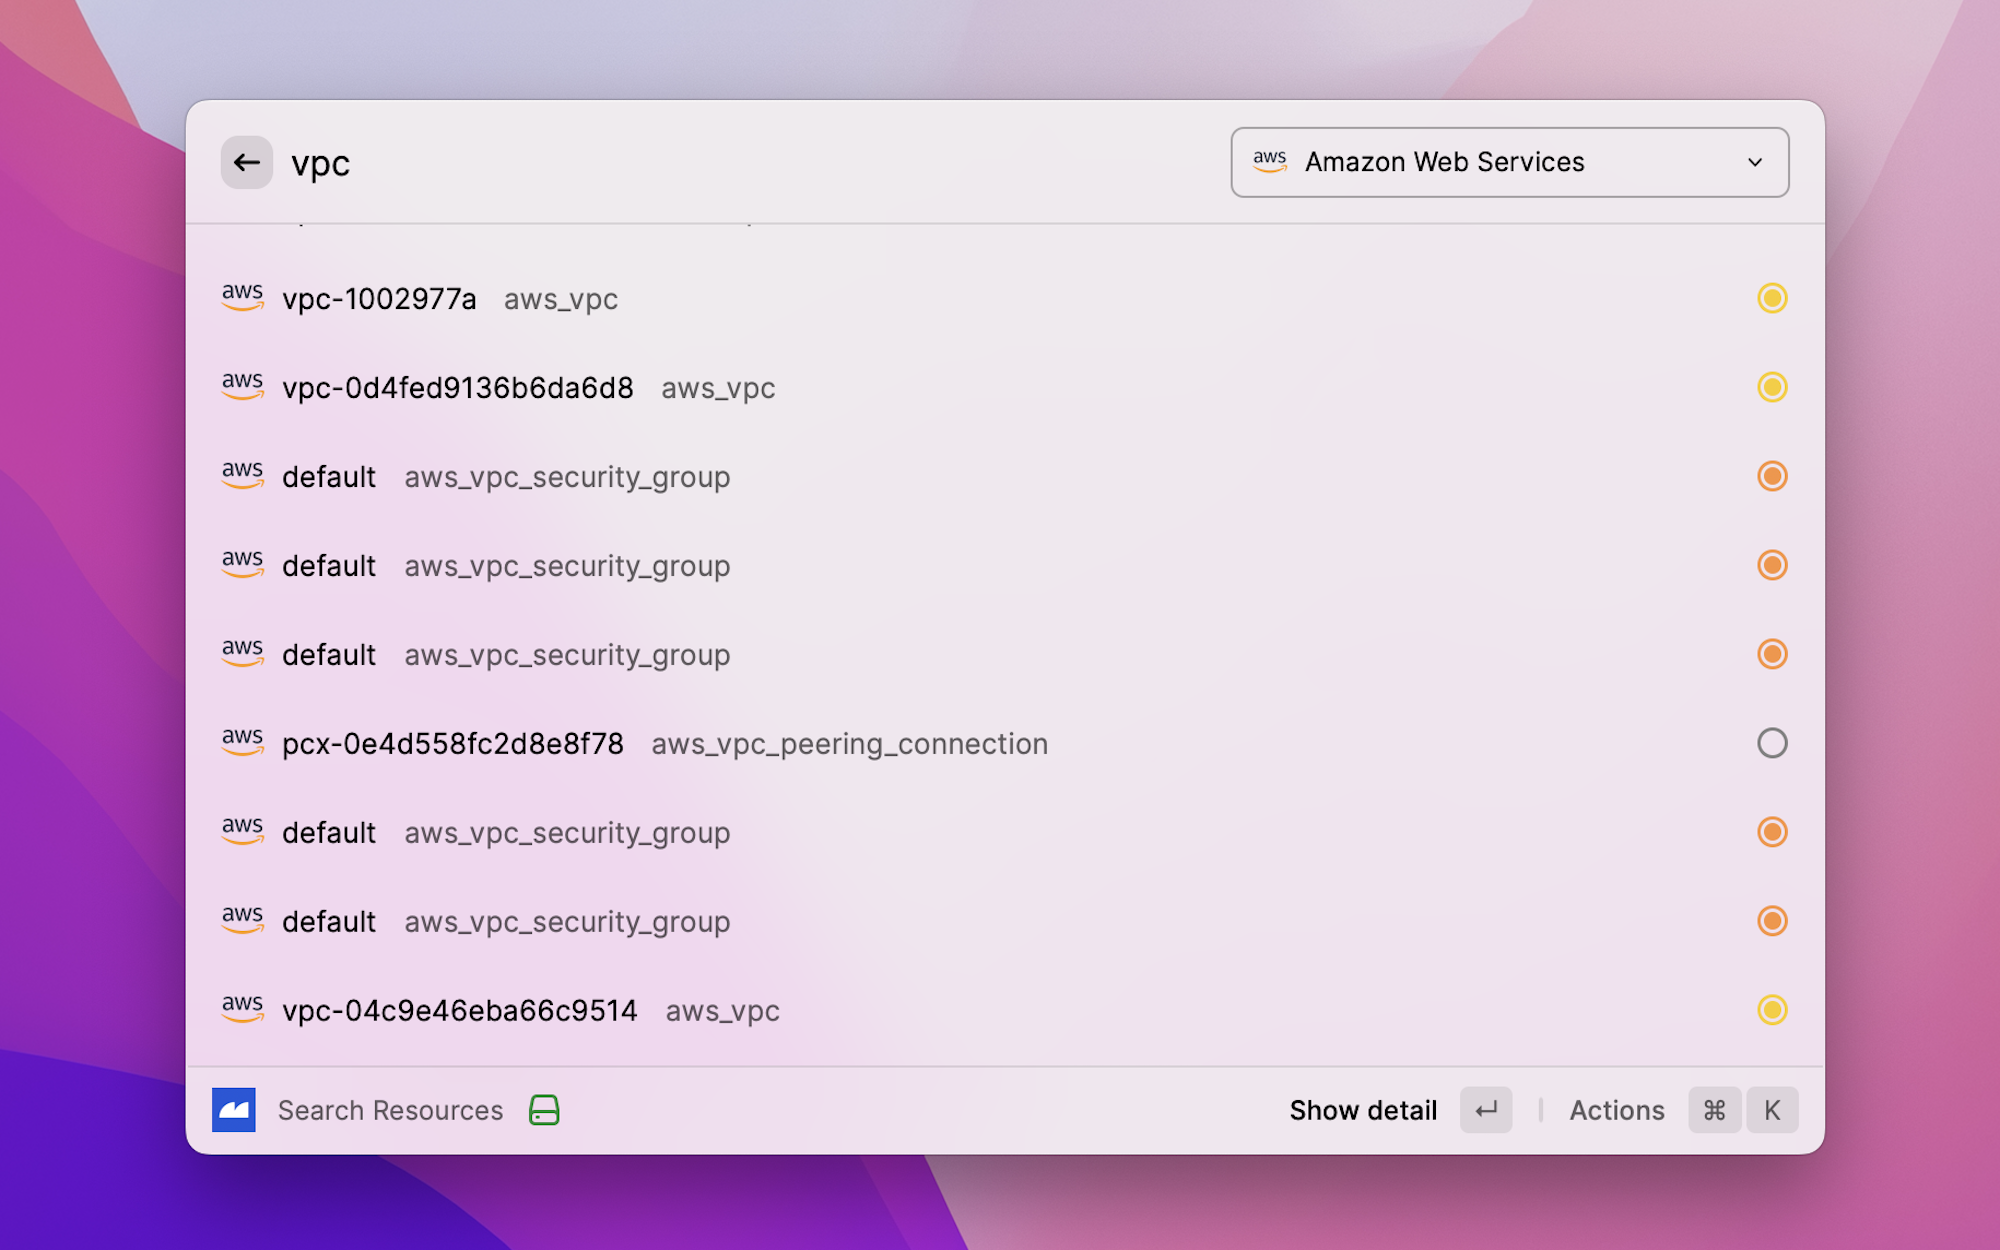 vpc
aws Amazon Web Services
aws vpc-1002977a aws_vpc
aws vpc-0d4fed9136b6da6d8 aws_vpc
aws default aws_vpc_security_group
aws default aws_vpc_security_group
aws default aws_vpc_security_group
aws pcx-0e4d558fc2d8e8f78 aws_vpc_peering_connection
aws default aws_vpc_security_group
aws default aws_vpc_security_group
aws vpc-04c9e46eba66c9514 aws_vpc
Search Resources
Show detail ↵ | Actions ⌘ K